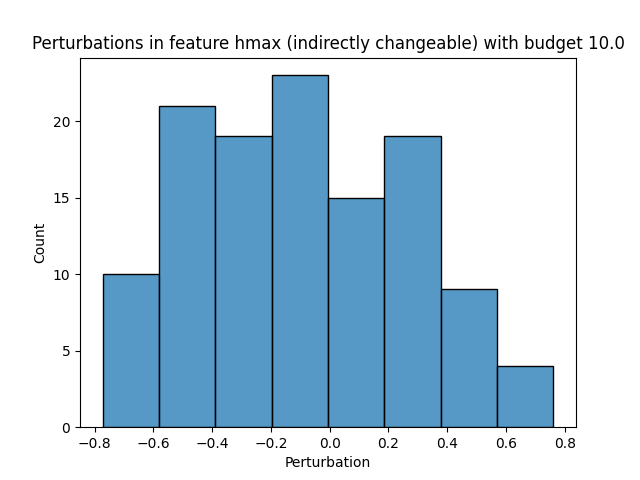 Perturbations in feature hmax (indirectly changeable) with budget 10.0
20
15
10
5
0
Count
−0.8 −0.6 −0.4 −0.2 0.0 0.2 0.4 0.6 0.8
Perturbation